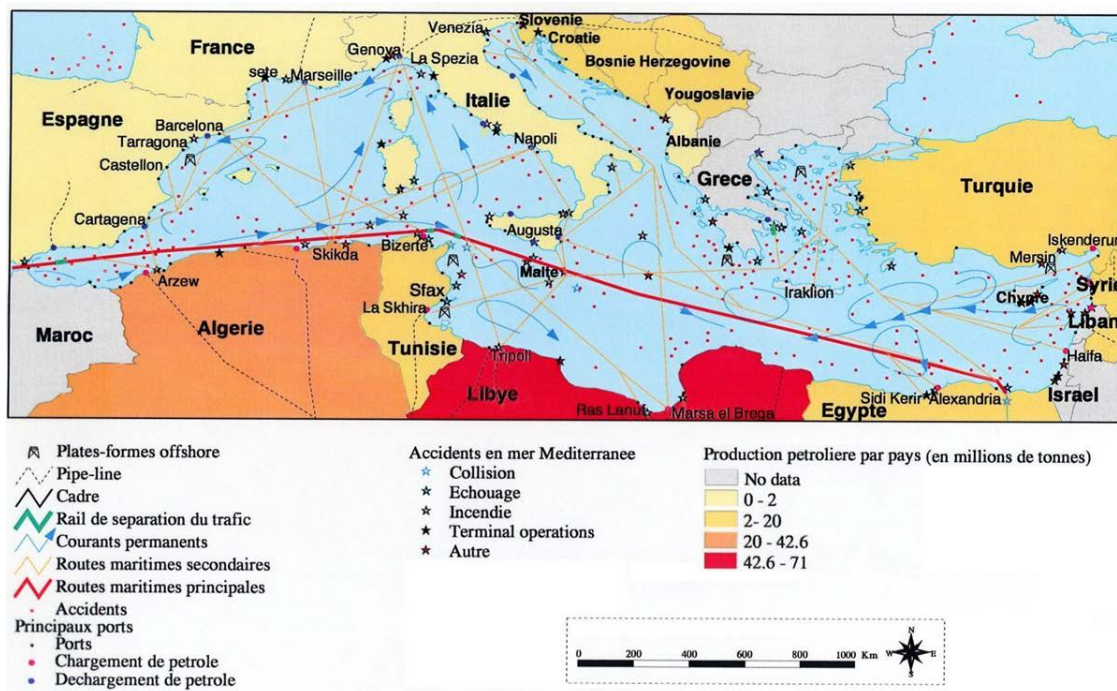 Slovenie
Venezia
Croatie
France
Genova
La Spezia
Bosnie Herzegovine
sete
Marseille
Yougoslavie
Espagne
Italie
Barcelona
Tarragona
Napoli
Albanie
Castellon
Grece
Turquie
Cartagena
Augusta
Iskenderun
Bizerte
Skikda
Mersin
Malte
Arzew
Iraklion
Chypre
Syrie
Sfax
La Skhira
Liban
Maroc
Algerie
Tunisie
Tripoli
Haifa
Libye
Sidi Kerir
Alexandria
Israel
Ras Lanuf
Marsa el Brega
Egypte
Plates-formes offshore
Pipe-line
Cadre
Rail de separation du trafic
Courants permanents
Routes maritimes secondaires
Routes maritimes principales
Accidents
Principaux ports
Ports
Chargement de petrole
Dechargement de petrole
Accidents en mer Mediterranee
Collision
Echouage
Incendie
Terminal operations
Autre
Production petroliere par pays (en millions de tonnes)
No data
0 - 2
2- 20
20 - 42.6
42.6 - 71
0 200 400 600 800 1000 Km
N
W E
S